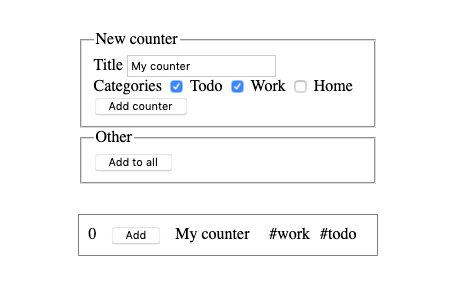 New counter
Title My counter
Categories Todo Work Home
Add counter
Other
Add to all
0 Add My counter #work #todo